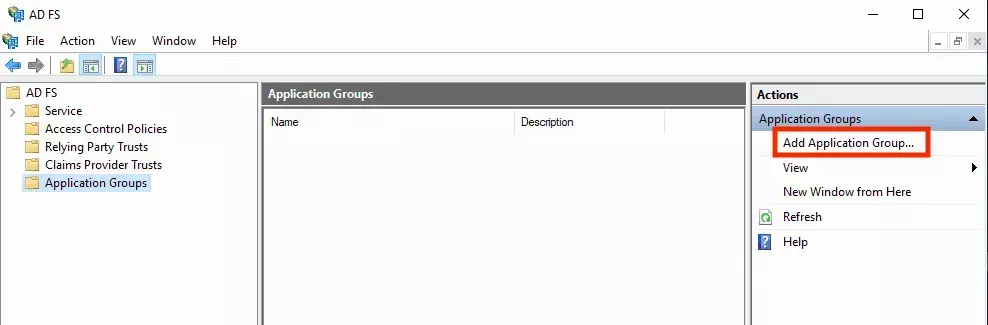 AD FS
File Action View Window Help
AD FS
Service
Access Control Policies
Relying Party Trusts
Claims Provider Trusts
Application Groups
Application Groups
Name Description
Actions
Application Groups
Add Application Group...
View
New Window from Here
Refresh
Help